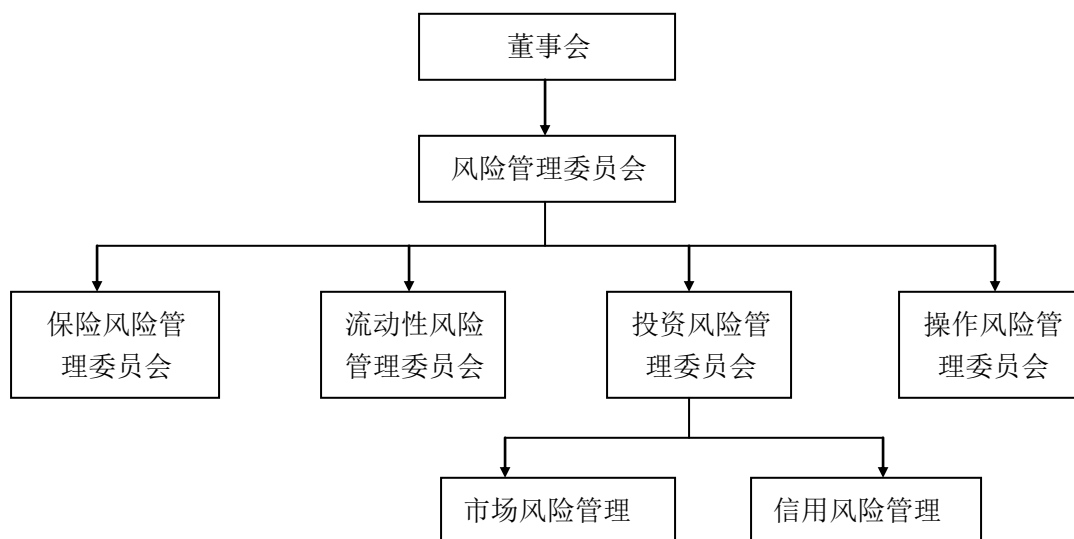 董事会
风险管理委员会
保险风险管
理委员会
流动性风险
管理委员会
投资风险管
理委员会
操作风险管
理委员会
市场风险管理
信用风险管理